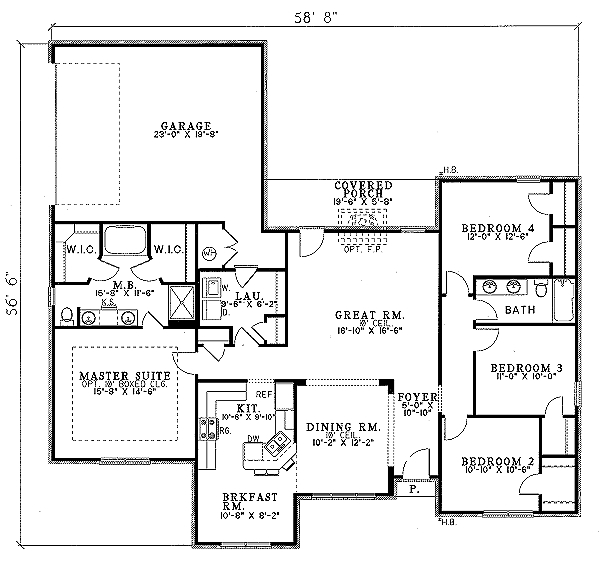 58' 8"
56' 6"
GARAGE
23'-0" X 19'-8"
H.B.
COVERED
PORCH
19'-6" X 5'-8"
OPT. F.P.
BEDROOM 4
12'-0" X 12'-6"
W.I.C.
W.I.C.
WH
M.B.
15'-8" X 11'-6"
K.S.
W.
D.
LAU.
9'-6" X 6'-2"
BATH
GREAT RM.
10' CEIL.
18'-10" X 16'-6"
MASTER SUITE
OPT. 10' BOXED CLG.
15'-8" X 14'-6"
BEDROOM 3
11'-0" X 10'-0"
REF.
KIT.
10'-6" X 9'-10"
RG.
DW.
FOYER
5'-0" X
10'-10"
DINING RM.
10' CEIL.
10'-2" X 12'-2"
BEDROOM 2
10'-10" X 10'-6"
P.
BRKFAST
RM.
10'-8" X 8'-2"
H.B.